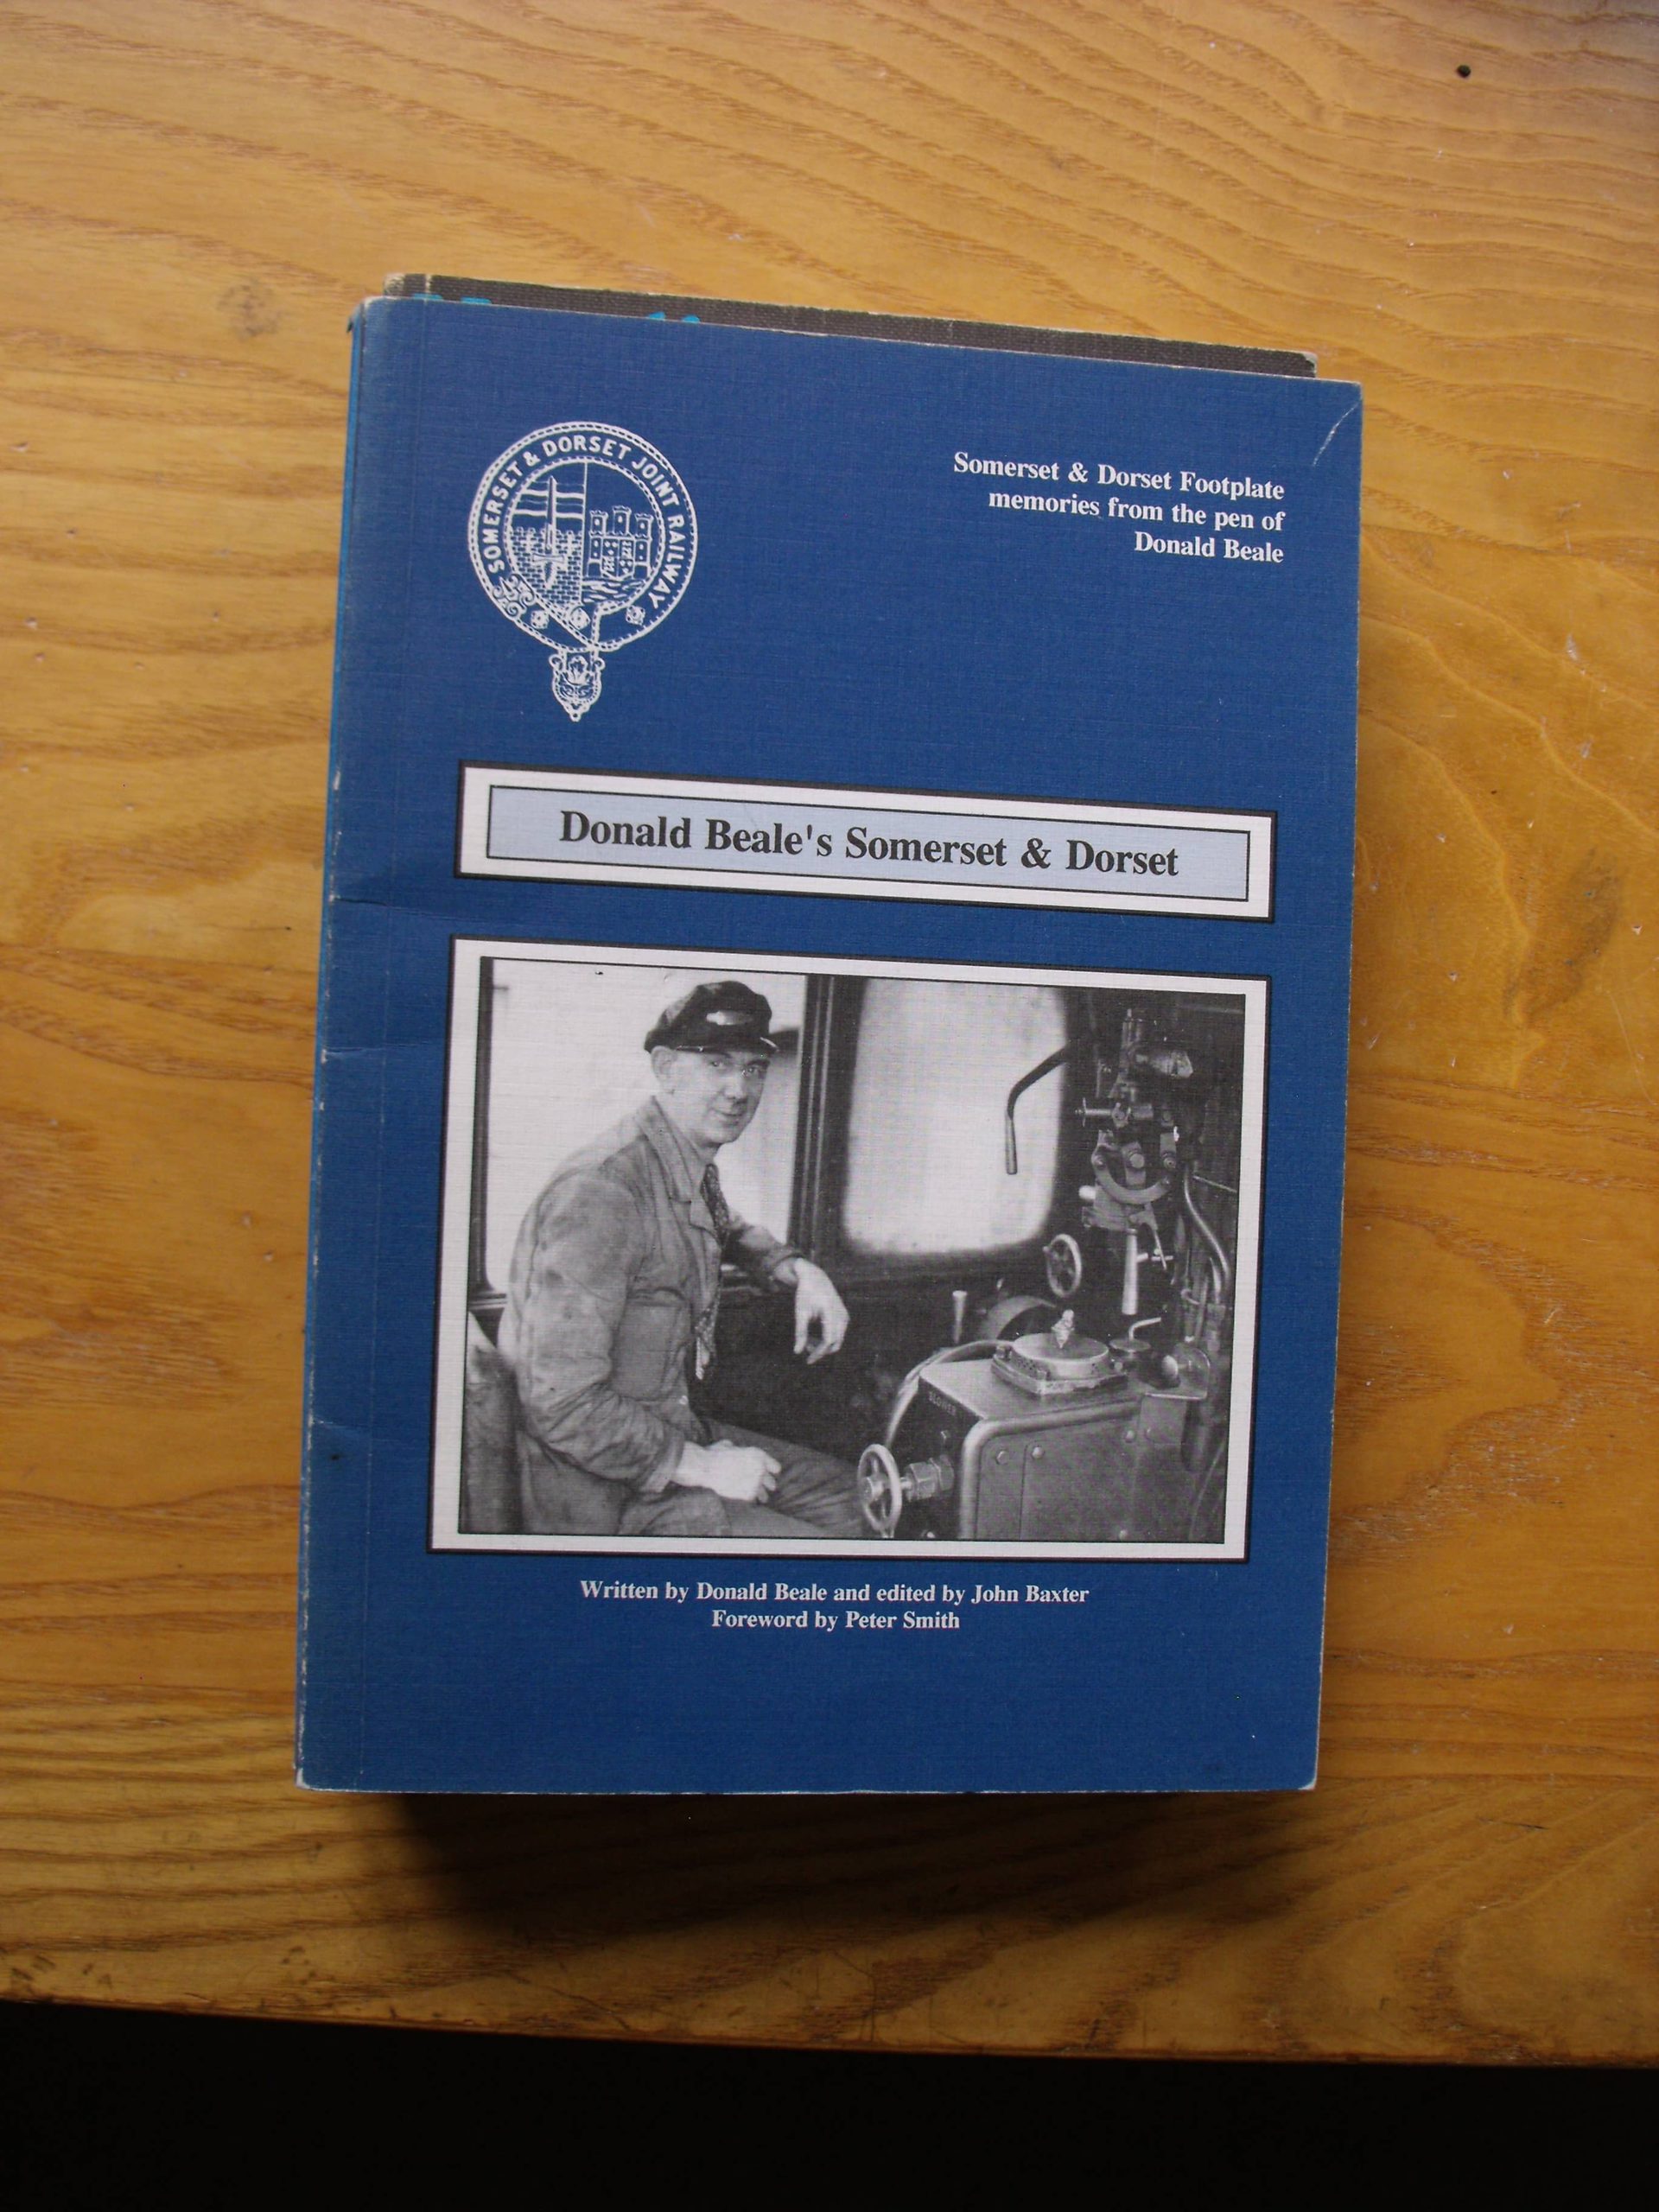 SOMERSET & DORSET JOINT RAILWAY
Somerset & Dorset Footplate
memories from the pen of
Donald Beale
Donald Beale's Somerset & Dorset
BLOWER
Written by Donald Beale and edited by John Baxter
Foreword by Peter Smith